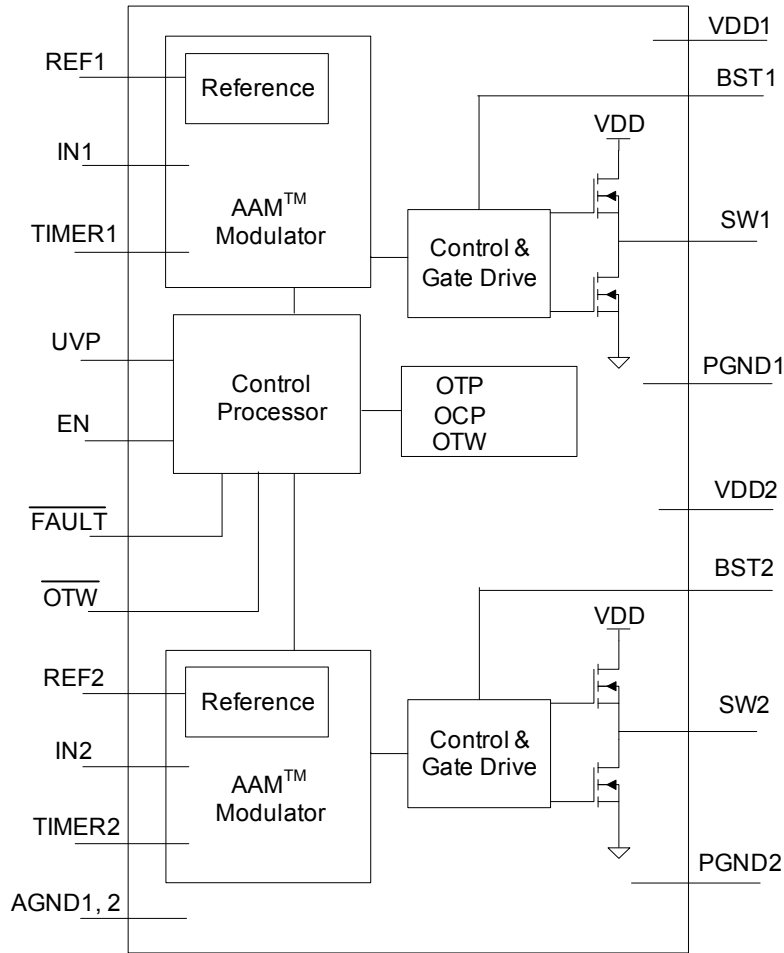 VDD1
REF1
Reference
BST1
VDD
IN1
AAM™
Modulator
TIMER1
Control &
Gate Drive
SW1
UVP
Control
Processor
OTP
OCP
OTW
PGND1
EN
VDD2
FAULT
BST2
OTW
VDD
REF2
Reference
SW2
IN2
AAM™
Modulator
Control &
Gate Drive
TIMER2
PGND2
AGND1, 2